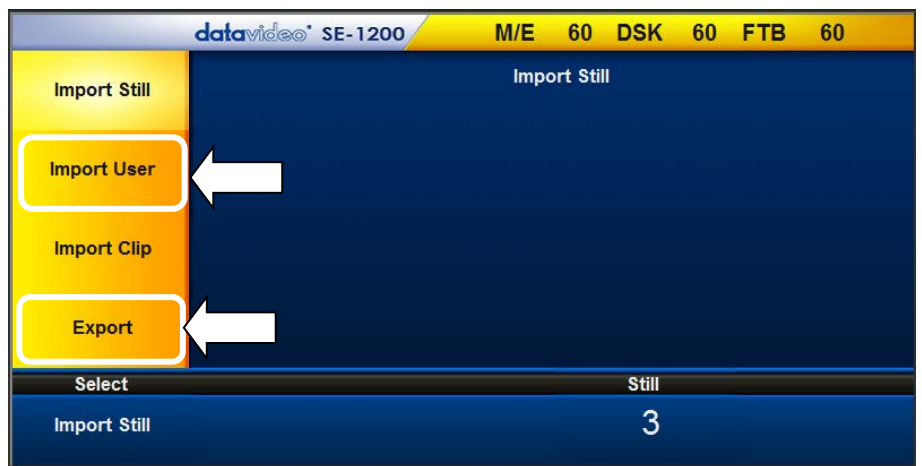 datavideo SE-1200 M/E 60 DSK 60 FTB 60
Import Still
Import Still
Import User
Import Clip
Export
Select Still
Import Still 3